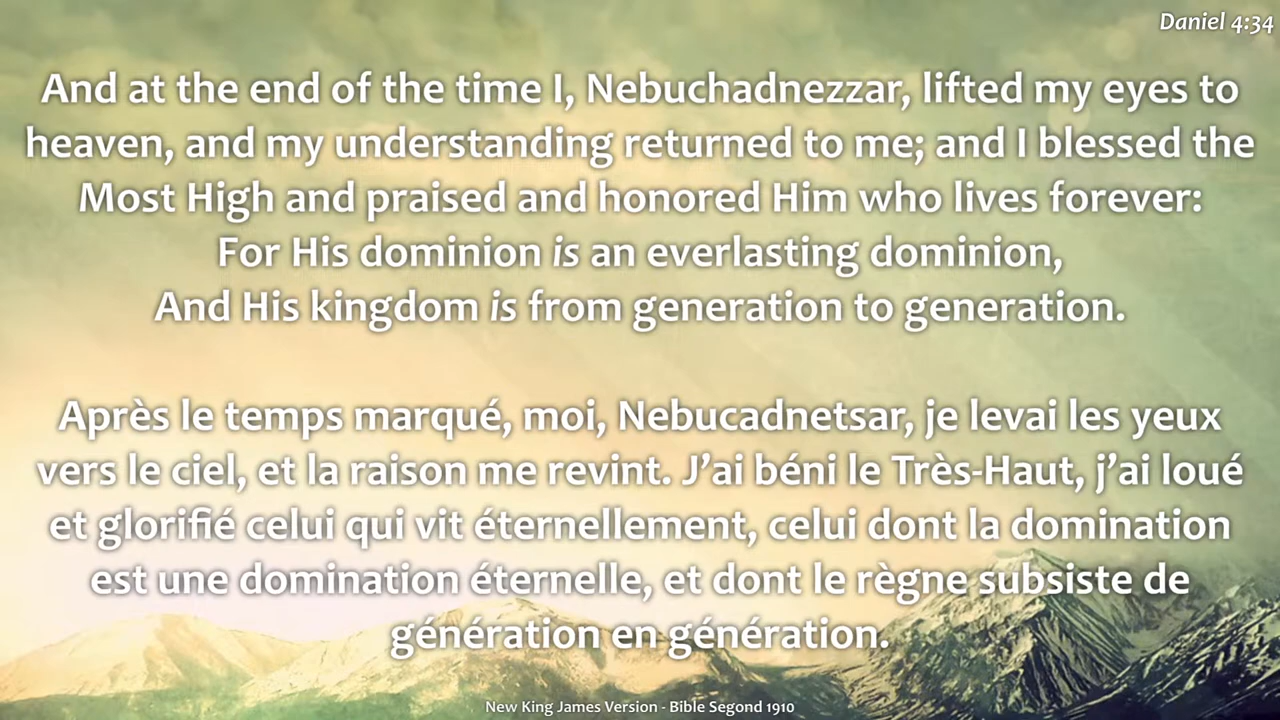 Daniel 4:34
And at the end of the time I, Nebuchadnezzar, lifted my eyes to
heaven, and my understanding returned to me; and I blessed the
Most High and praised and honored Him who lives forever:
For His dominion is an everlasting dominion,
And His kingdom is from generation to generation.
Après le temps marqué, moi, Nebucadnetsar, je levai les yeux
vers le ciel, et la raison me revint. J’ai béni le Très-Haut, j’ai loué
et glorifié celui qui vit éternellement, celui dont la domination
est une domination éternelle, et dont le règne subsiste de
génération en génération.
New King James Version - Bible Segond 1910